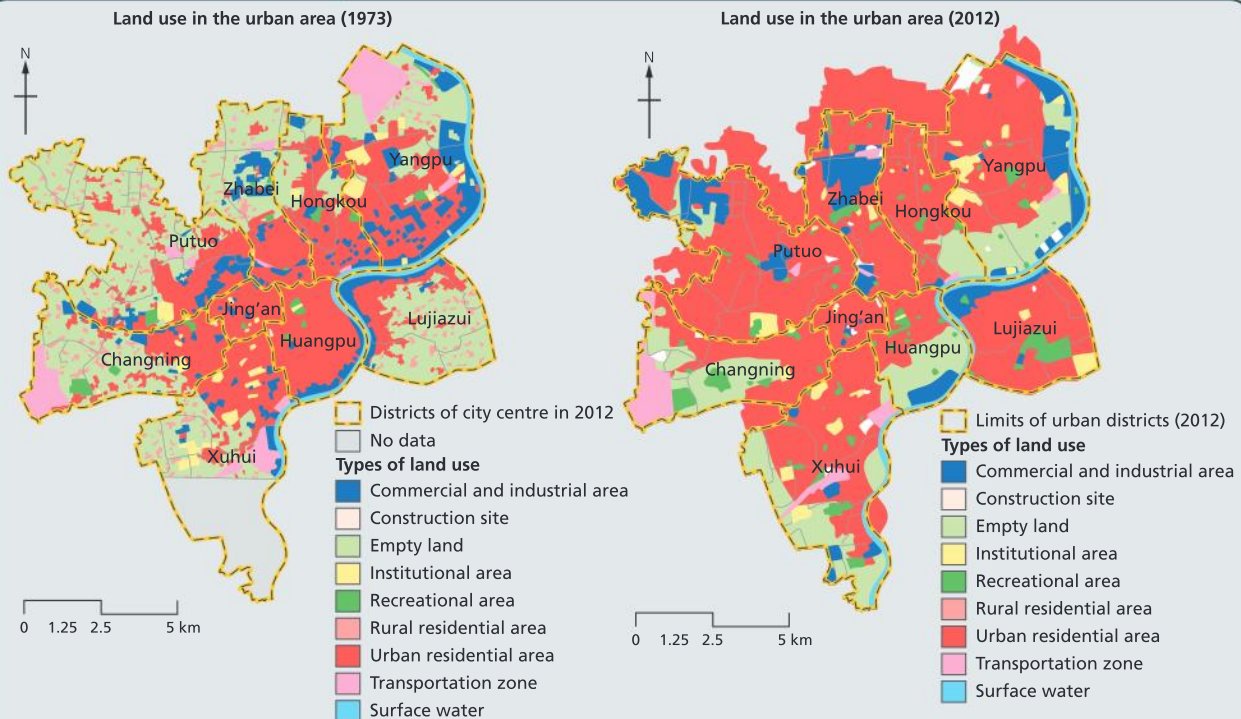 Land use in the urban area (1973)
N
Yangpu
Zhabei
Hongkou
Putuo
Jing'an
Lujiazui
Huangpu
Changning
Xuhui
0 1.25 2.5 5 km
Districts of city centre in 2012
No data
Types of land use
Commercial and industrial area
Construction site
Empty land
Institutional area
Recreational area
Rural residential area
Urban residential area
Transportation zone
Surface water
Land use in the urban area (2012)
N
Yangpu
Zhabei
Hongkou
Putuo
Jing'an
Lujiazui
Huangpu
Changning
Xuhui
0 1.25 2.5 5 km
Limits of urban districts (2012)
Types of land use
Commercial and industrial area
Construction site
Empty land
Institutional area
Recreational area
Rural residential area
Urban residential area
Transportation zone
Surface water